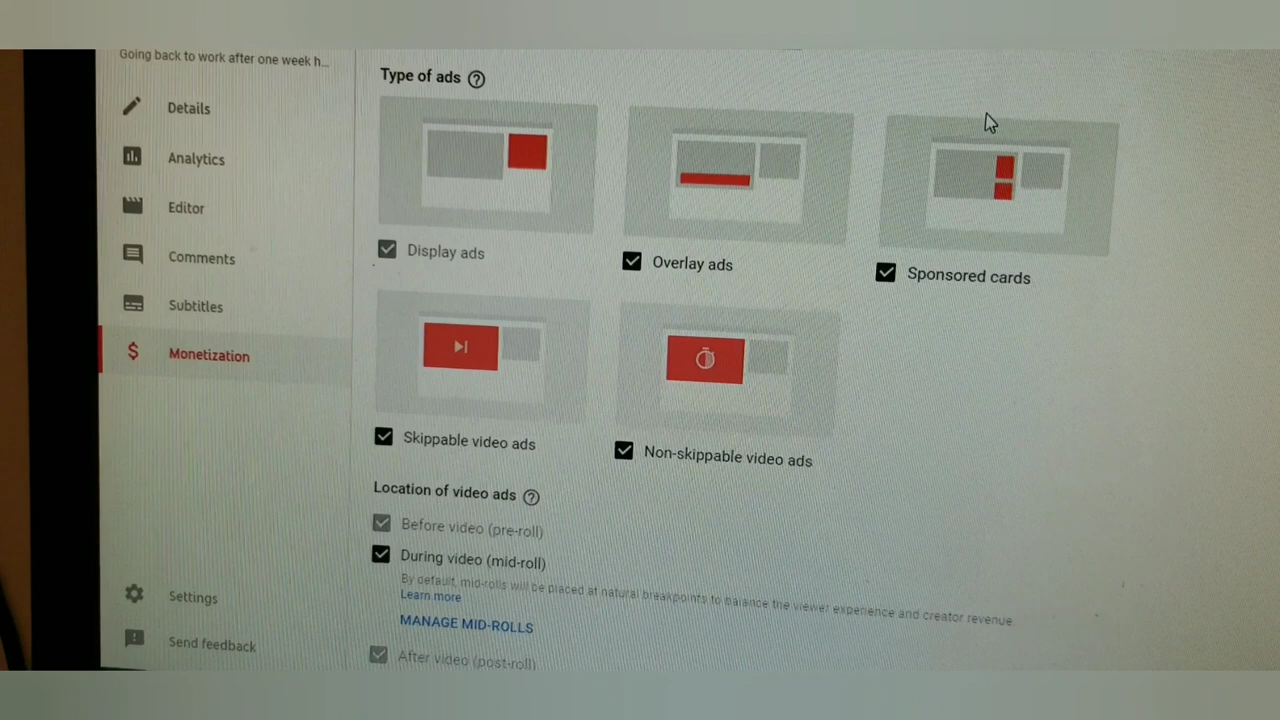 Going back to work after one week h...
Details
Analytics
Editor
Comments
Subtitles
$ Monetization
Settings
Send feedback
Type of ads ?
Display ads
Overlay ads
Sponsored cards
Skippable video ads
Non-skippable video ads
Location of video ads ?
Before video (pre-roll)
During video (mid-roll)
By default, mid-rolls will be placed at natural breakpoints to balance the viewer experience and creator revenue
Learn more
MANAGE MID-ROLLS
After video (post-roll)